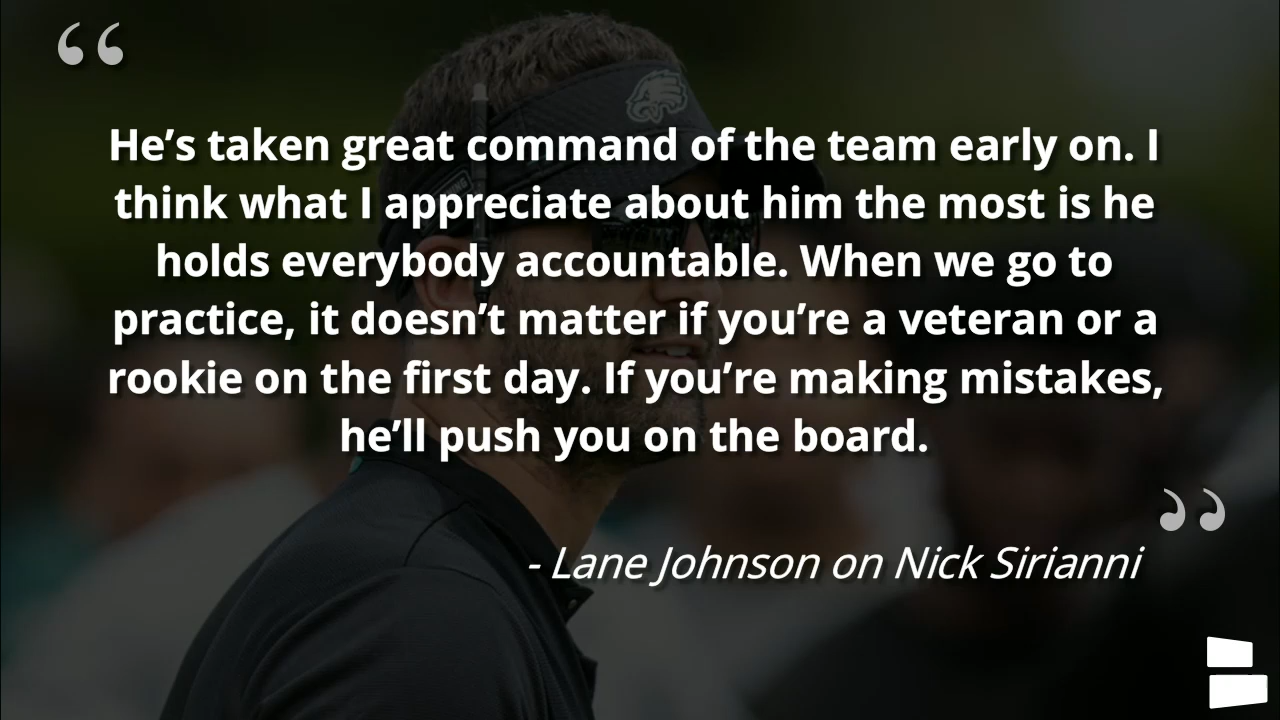 He’s taken great command of the team early on. I
think what I appreciate about him the most is he
holds everybody accountable. When we go to
practice, it doesn’t matter if you’re a veteran or a
rookie on the first day. If you’re making mistakes,
he’ll push you on the board.
- Lane Johnson on Nick Sirianni